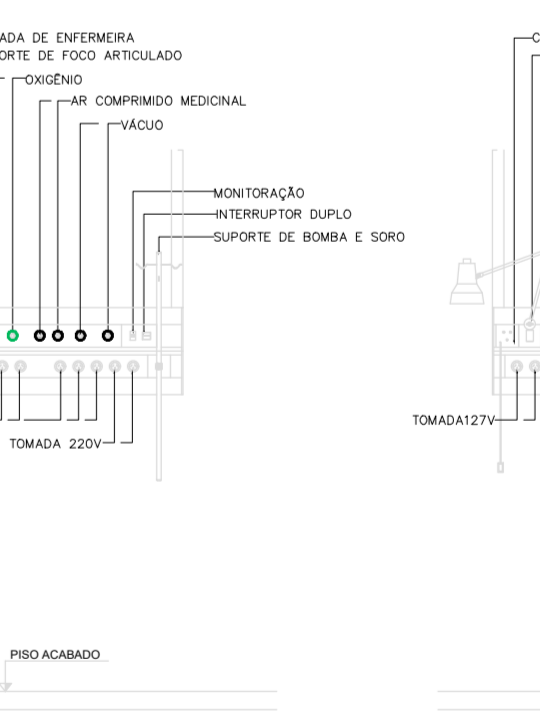 ADA DE ENFERMEIRA
ORTE DE FOCO ARTICULADO
OXIGÊNIO
AR COMPRIMIDO MEDICINAL
VÁCUO
MONITORAÇÃO
INTERRUPTOR DUPLO
SUPORTE DE BOMBA E SORO
C
TOMADA127V
TOMADA 220V
PISO ACABADO